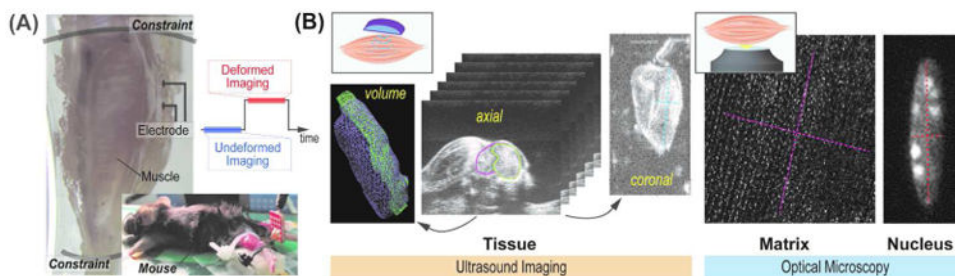 (A)
Constraint
Deformed
Imaging
Electrode
time
Undeformed
Imaging
Muscle
Constraint
Mouse
(B)
volume
axial
coronal
Tissue
Matrix
Nucleus
Ultrasound Imaging
Optical Microscopy